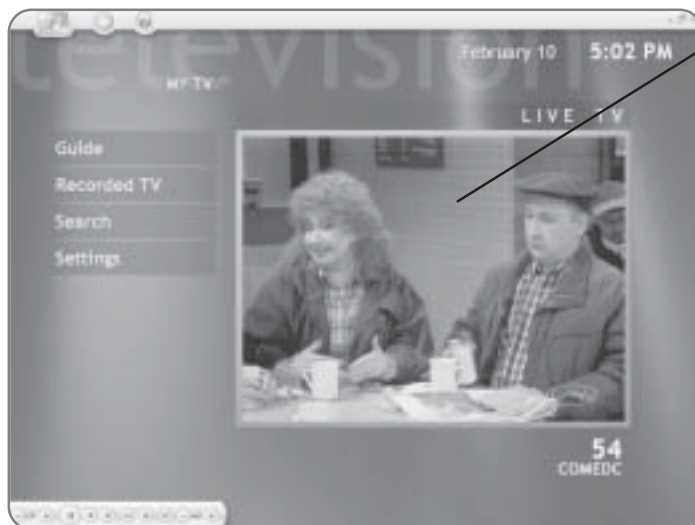 television
February 10 5:02 PM
MY TV
LIVE TV
Guide
Recorded TV
Search
Settings
54
COMEDC